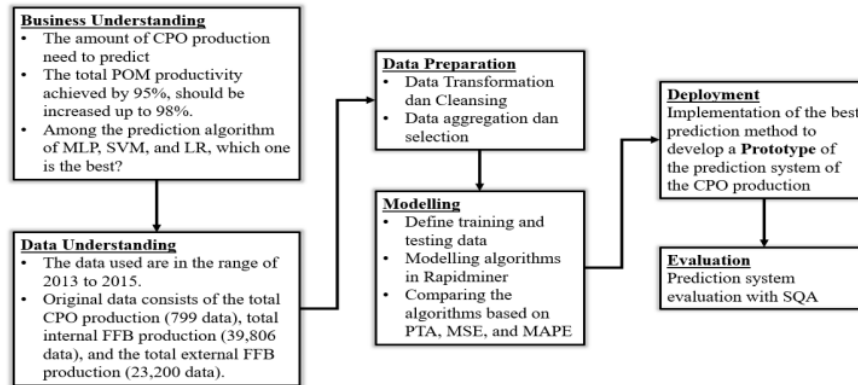 Business Understanding
• The amount of CPO production
need to predict
• The total POM productivity
achieved by 95%, should be
increased up to 98%.
• Among the prediction algorithm
of MLP, SVM, and LR, which one
is the best?
Data Understanding
• The data used are in the range of
2013 to 2015.
• Original data consists of the total
CPO production (799 data), total
internal FFB production (39,806
data), and the total external FFB
production (23,200 data).
Data Preparation
• Data Transformation
dan Cleansing
• Data aggregation dan
selection
Modelling
• Define training and
testing data
• Modelling algorithms
in Rapidminer
• Comparing the
algorithms based on
PTA, MSE, and MAPE
Deployment
Implementation of the best
prediction method to
develop a Prototype of
the prediction system of
the CPO production
Evaluation
Prediction system
evaluation with SQA